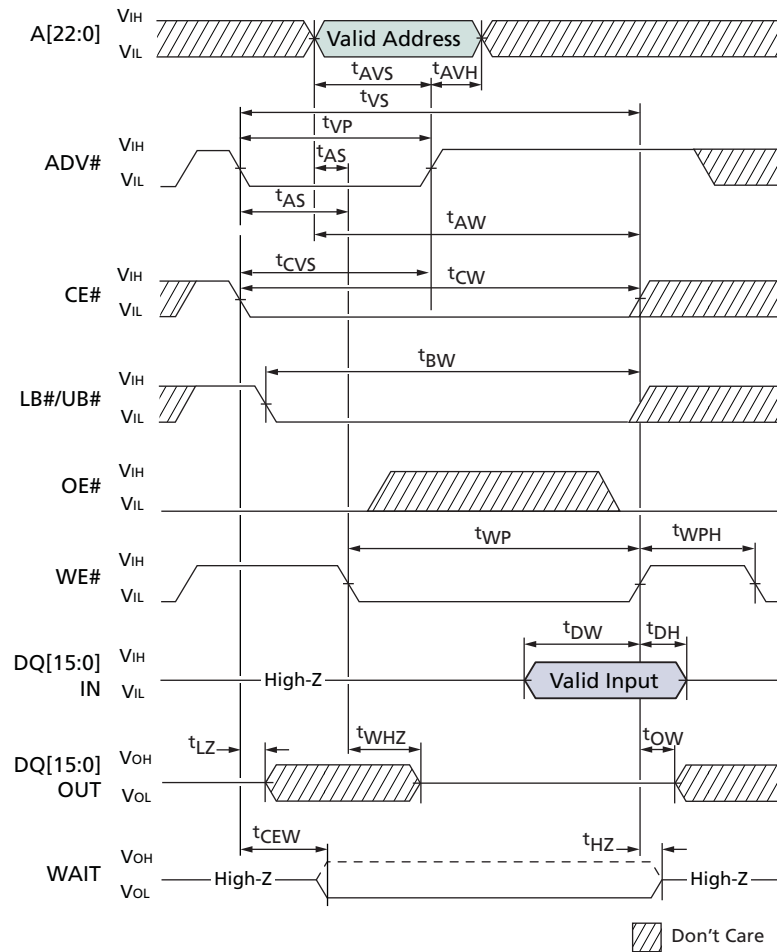 A[22:0]
VIH
VIL
Valid Address
tAVS
tAVH
tVS
tVP
ADV#
VIH
VIL
tAS
tAS
tAW
tCVS
CE#
VIH
VIL
tCW
LB#/UB#
VIH
VIL
tBW
OE#
VIH
VIL
WE#
VIH
VIL
tWP
tWPH
DQ[15:0]
IN
VIH
VIL
High-Z
tDW
tDH
Valid Input
DQ[15:0]
OUT
VOH
VOL
tLZ
tWHZ
tOW
WAIT
VOH
VOL
tCEW
tHZ
High-Z
High-Z
Don't Care